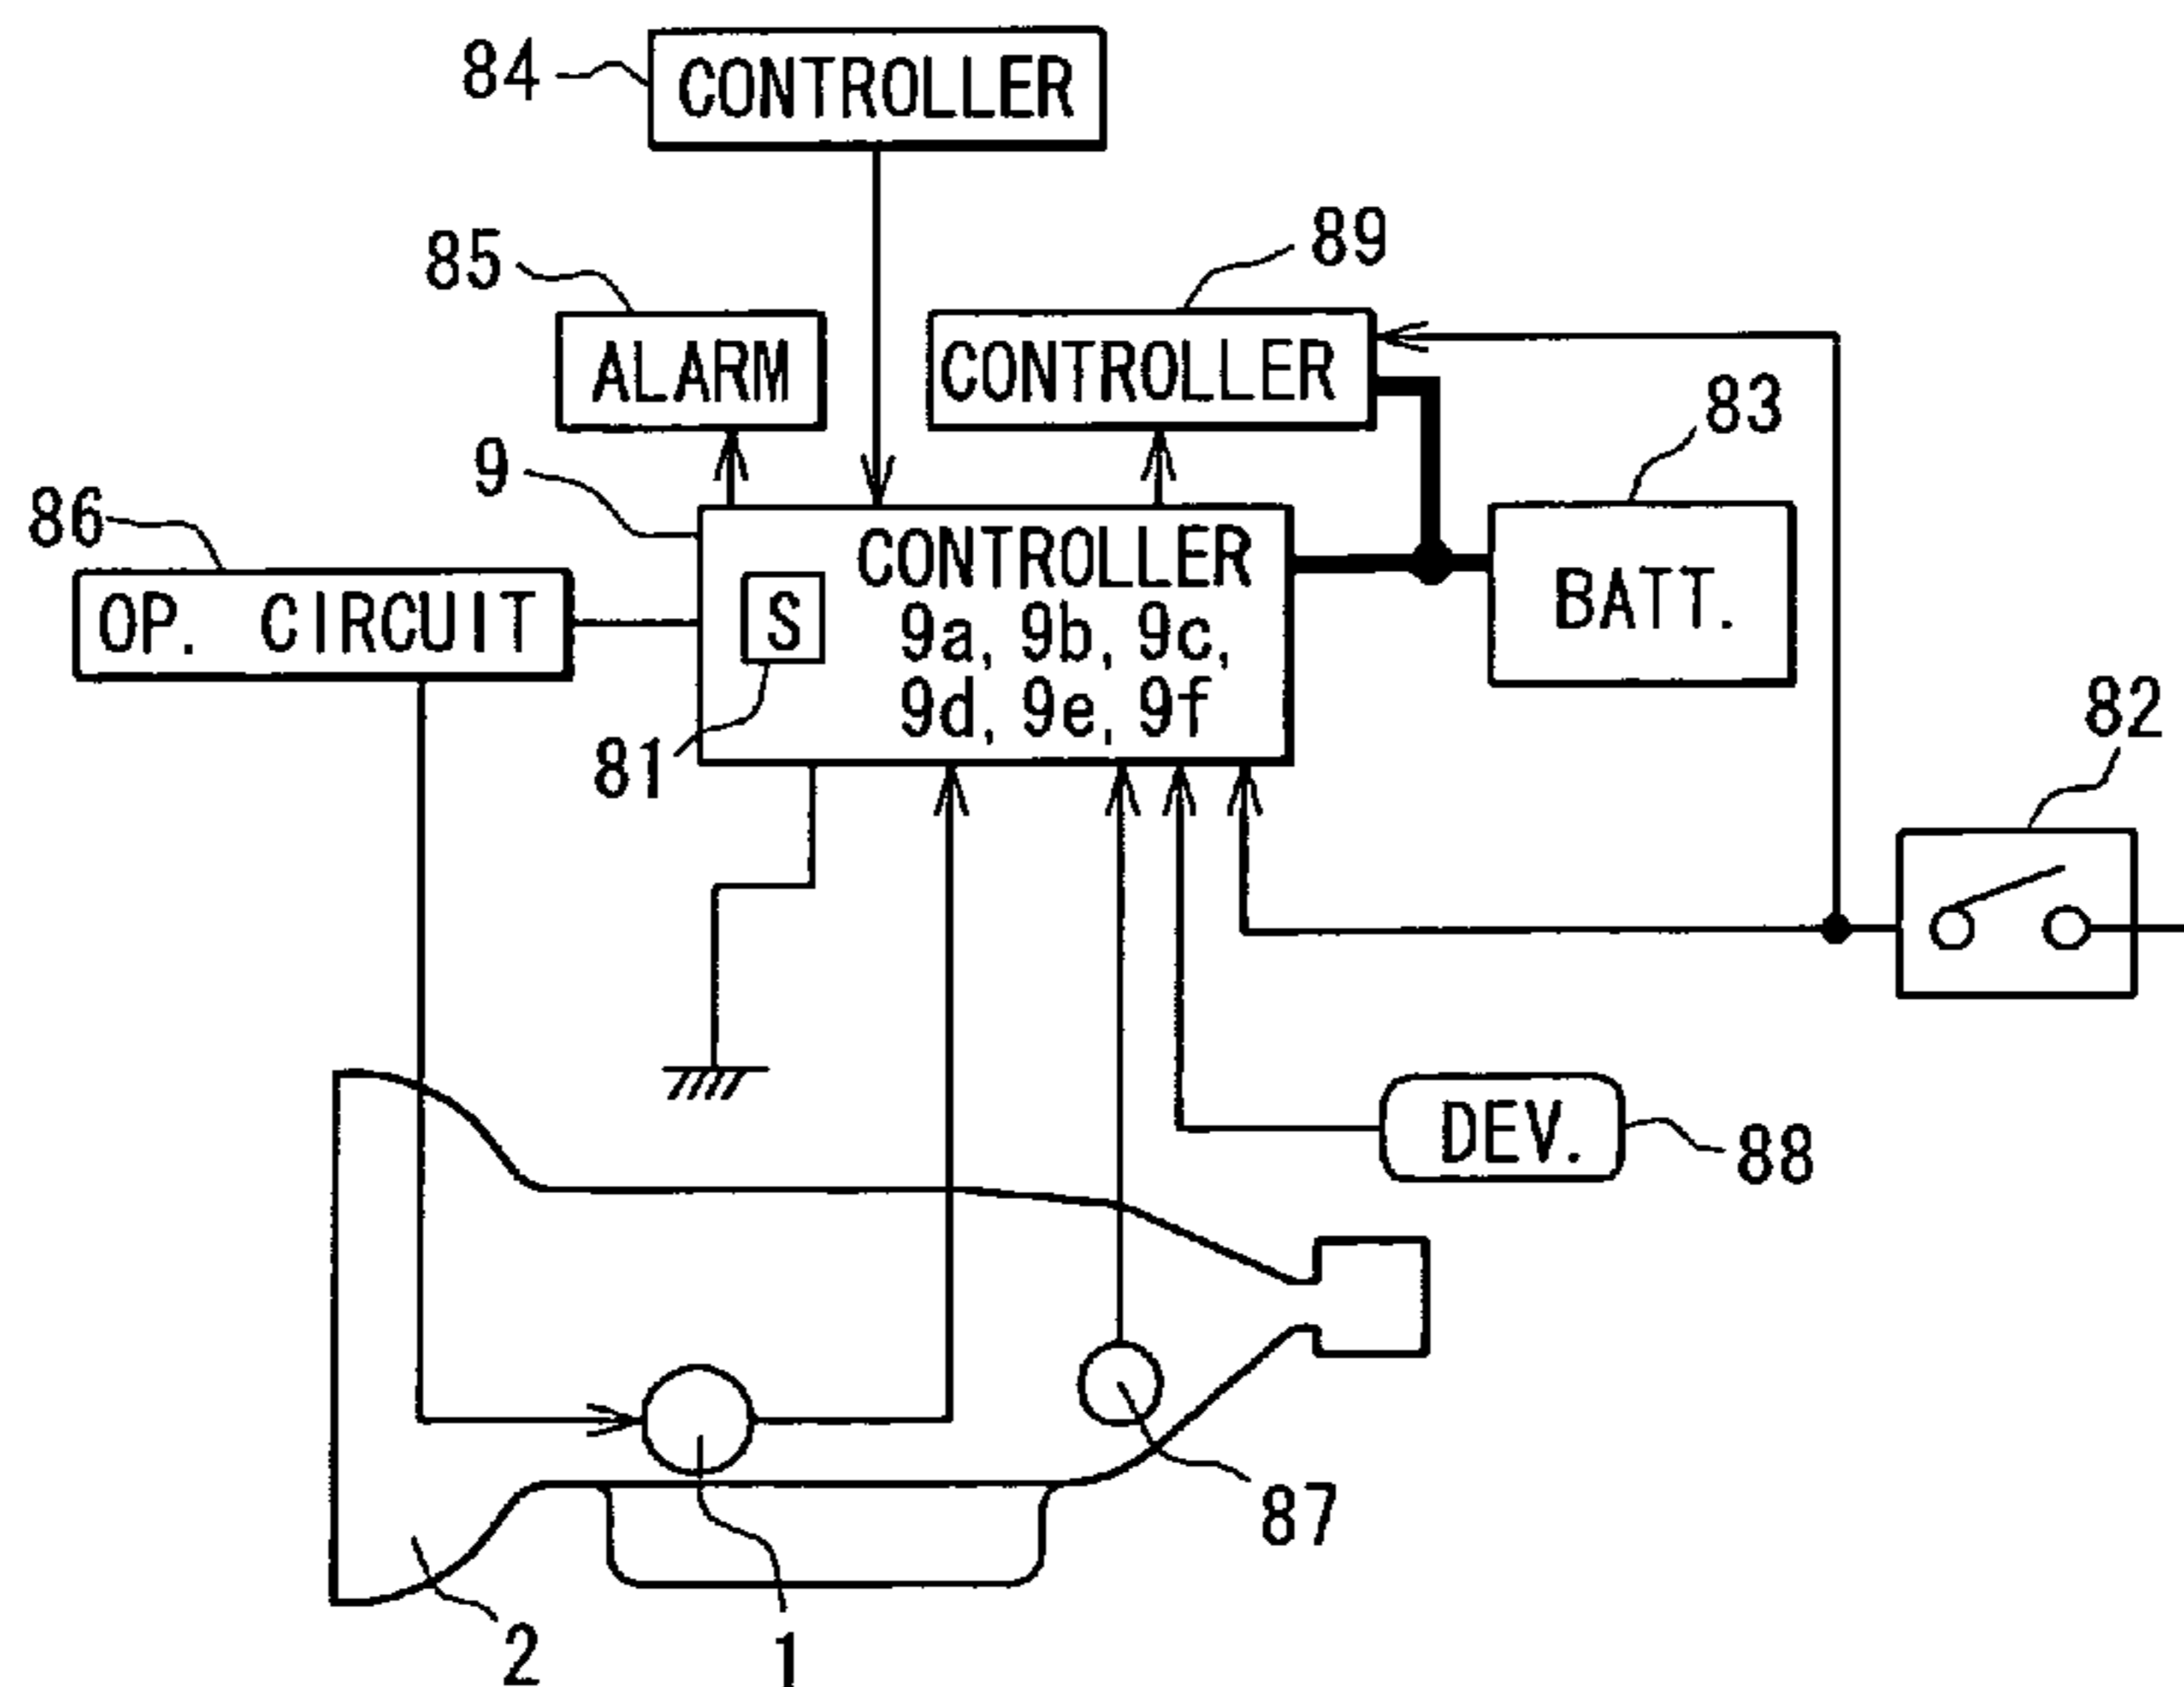 84
CONTROLLER
85
89
ALARM
CONTROLLER
83
9
86
CONTROLLER
OP. CIRCUIT
S
9a, 9b, 9c,
9d, 9e, 9f
BATT.
81
82
DEV.
88
87
2
1